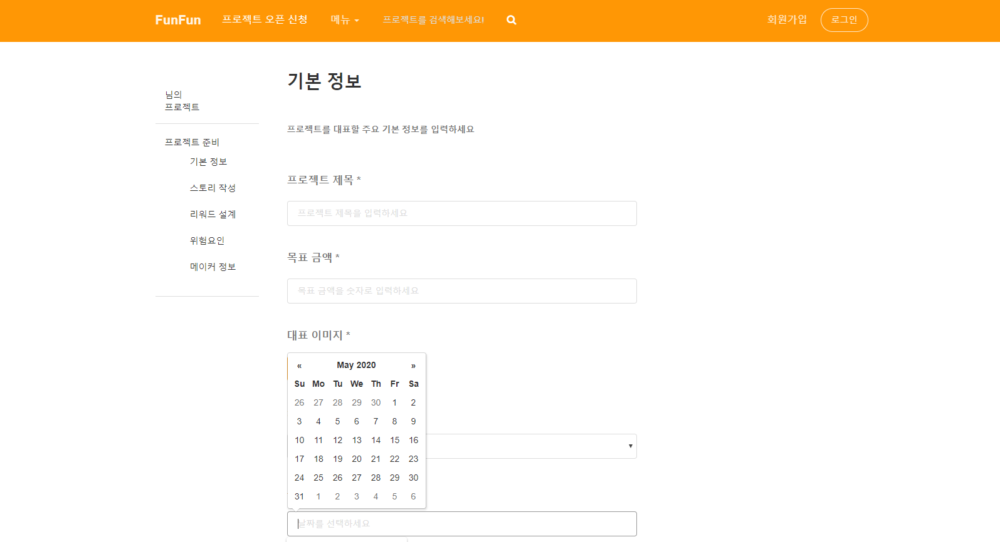 FunFun 프로젝트 오픈 신청 메뉴 프로젝트를 검색해보세요! 회원가입 로그인
님의
프로젝트
프로젝트 준비
기본 정보
스토리 작성
리워드 설계
위험요인
메이커 정보
기본 정보
프로젝트를 대표할 주요 기본 정보를 입력하세요
프로젝트 제목 *
프로젝트 제목을 입력하세요
목표 금액 *
목표 금액을 숫자로 입력하세요
대표 이미지 *
« May 2020 »
Su Mo Tu We Th Fr Sa
26 27 28 29 30 1 2
3 4 5 6 7 8 9
10 11 12 13 14 15 16
17 18 19 20 21 22 23
24 25 26 27 28 29 30
31 1 2 3 4 5 6
날짜를 선택하세요